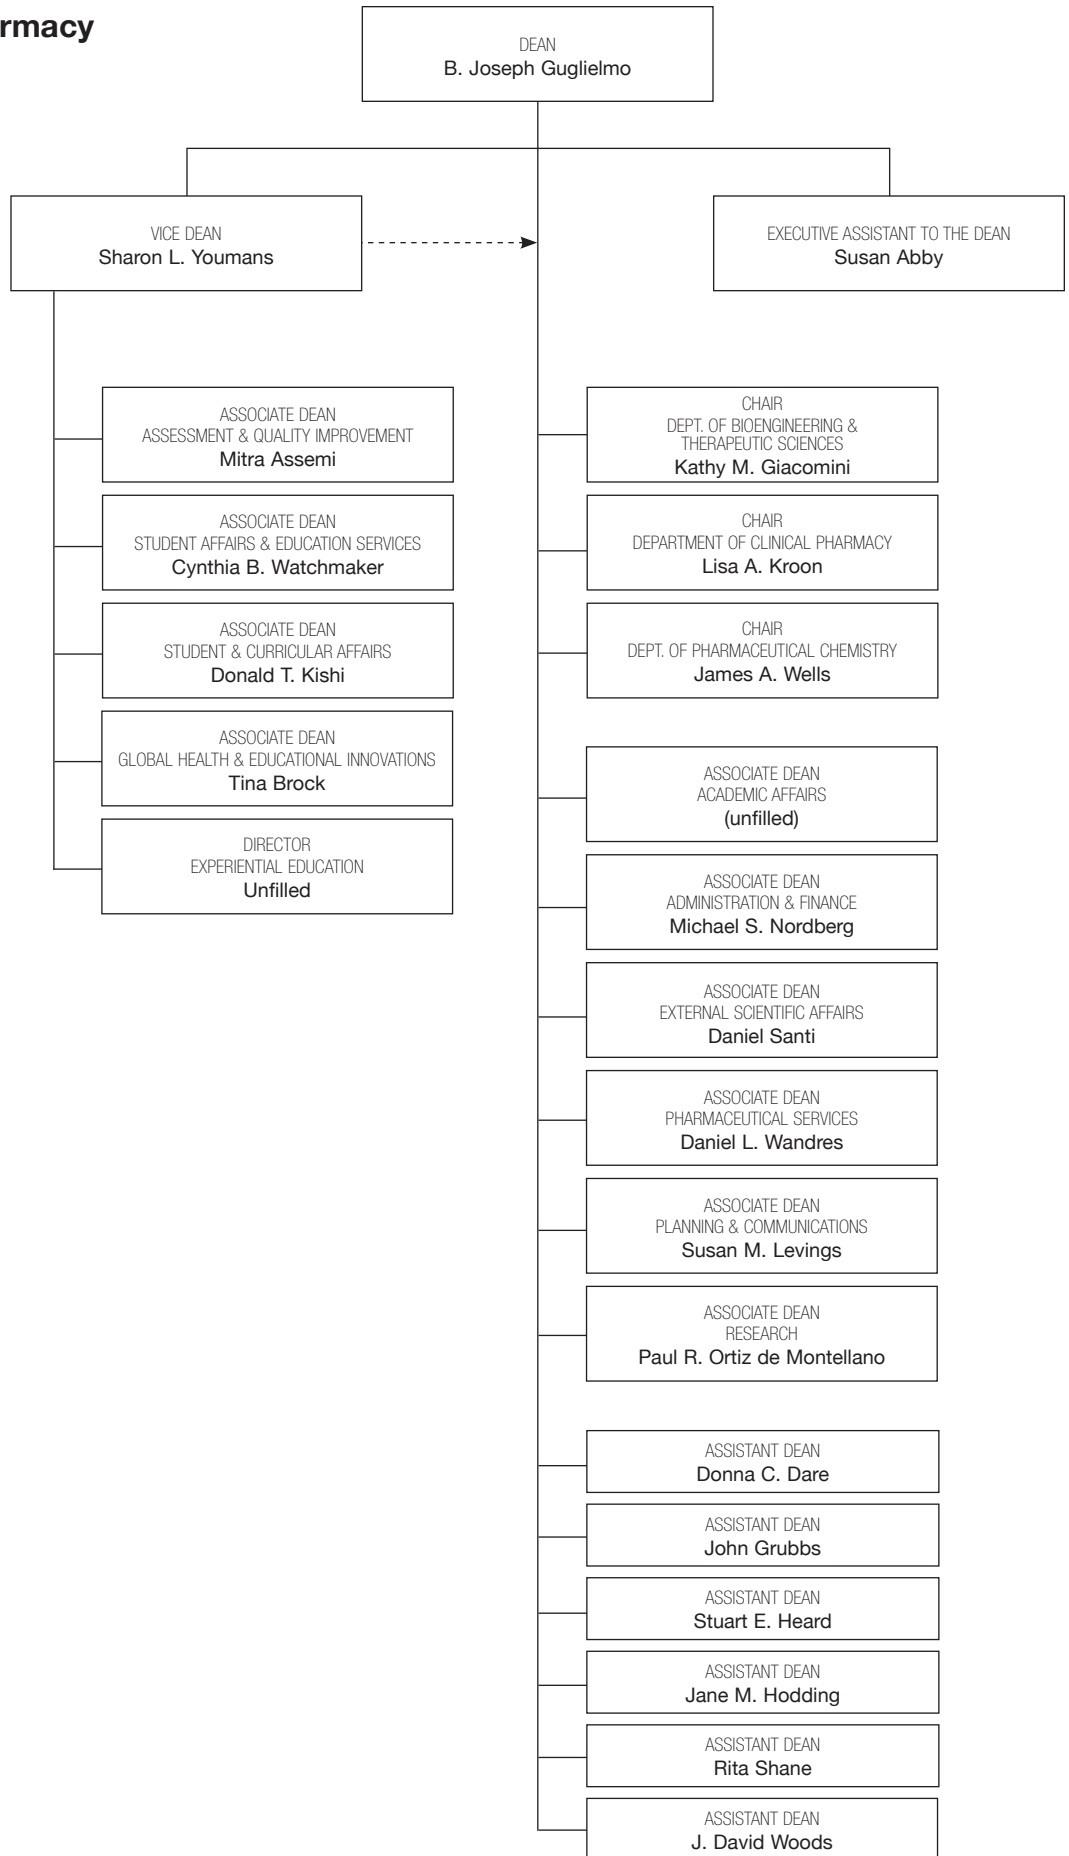 rmacy
DEAN
B. Joseph Guglielmo
VICE DEAN
Sharon L. Youmans
EXECUTIVE ASSISTANT TO THE DEAN
Susan Abby
ASSOCIATE DEAN
ASSESSMENT & QUALITY IMPROVEMENT
Mitra Assemi
ASSOCIATE DEAN
STUDENT AFFAIRS & EDUCATION SERVICES
Cynthia B. Watchmaker
ASSOCIATE DEAN
STUDENT & CURRICULAR AFFAIRS
Donald T. Kishi
ASSOCIATE DEAN
GLOBAL HEALTH & EDUCATIONAL INNOVATIONS
Tina Brock
DIRECTOR
EXPERIENTIAL EDUCATION
Unfilled
CHAIR
DEPT. OF BIOENGINEERING &
THERAPEUTIC SCIENCES
Kathy M. Giacomini
CHAIR
DEPARTMENT OF CLINICAL PHARMACY
Lisa A. Kroon
CHAIR
DEPT. OF PHARMACEUTICAL CHEMISTRY
James A. Wells
ASSOCIATE DEAN
ACADEMIC AFFAIRS
(unfilled)
ASSOCIATE DEAN
ADMINISTRATION & FINANCE
Michael S. Nordberg
ASSOCIATE DEAN
EXTERNAL SCIENTIFIC AFFAIRS
Daniel Santi
ASSOCIATE DEAN
PHARMACEUTICAL SERVICES
Daniel L. Wandres
ASSOCIATE DEAN
PLANNING & COMMUNICATIONS
Susan M. Levings
ASSOCIATE DEAN
RESEARCH
Paul R. Ortiz de Montellano
ASSISTANT DEAN
Donna C. Dare
ASSISTANT DEAN
John Grubbs
ASSISTANT DEAN
Stuart E. Heard
ASSISTANT DEAN
Jane M. Hodding
ASSISTANT DEAN
Rita Shane
ASSISTANT DEAN
J. David Woods